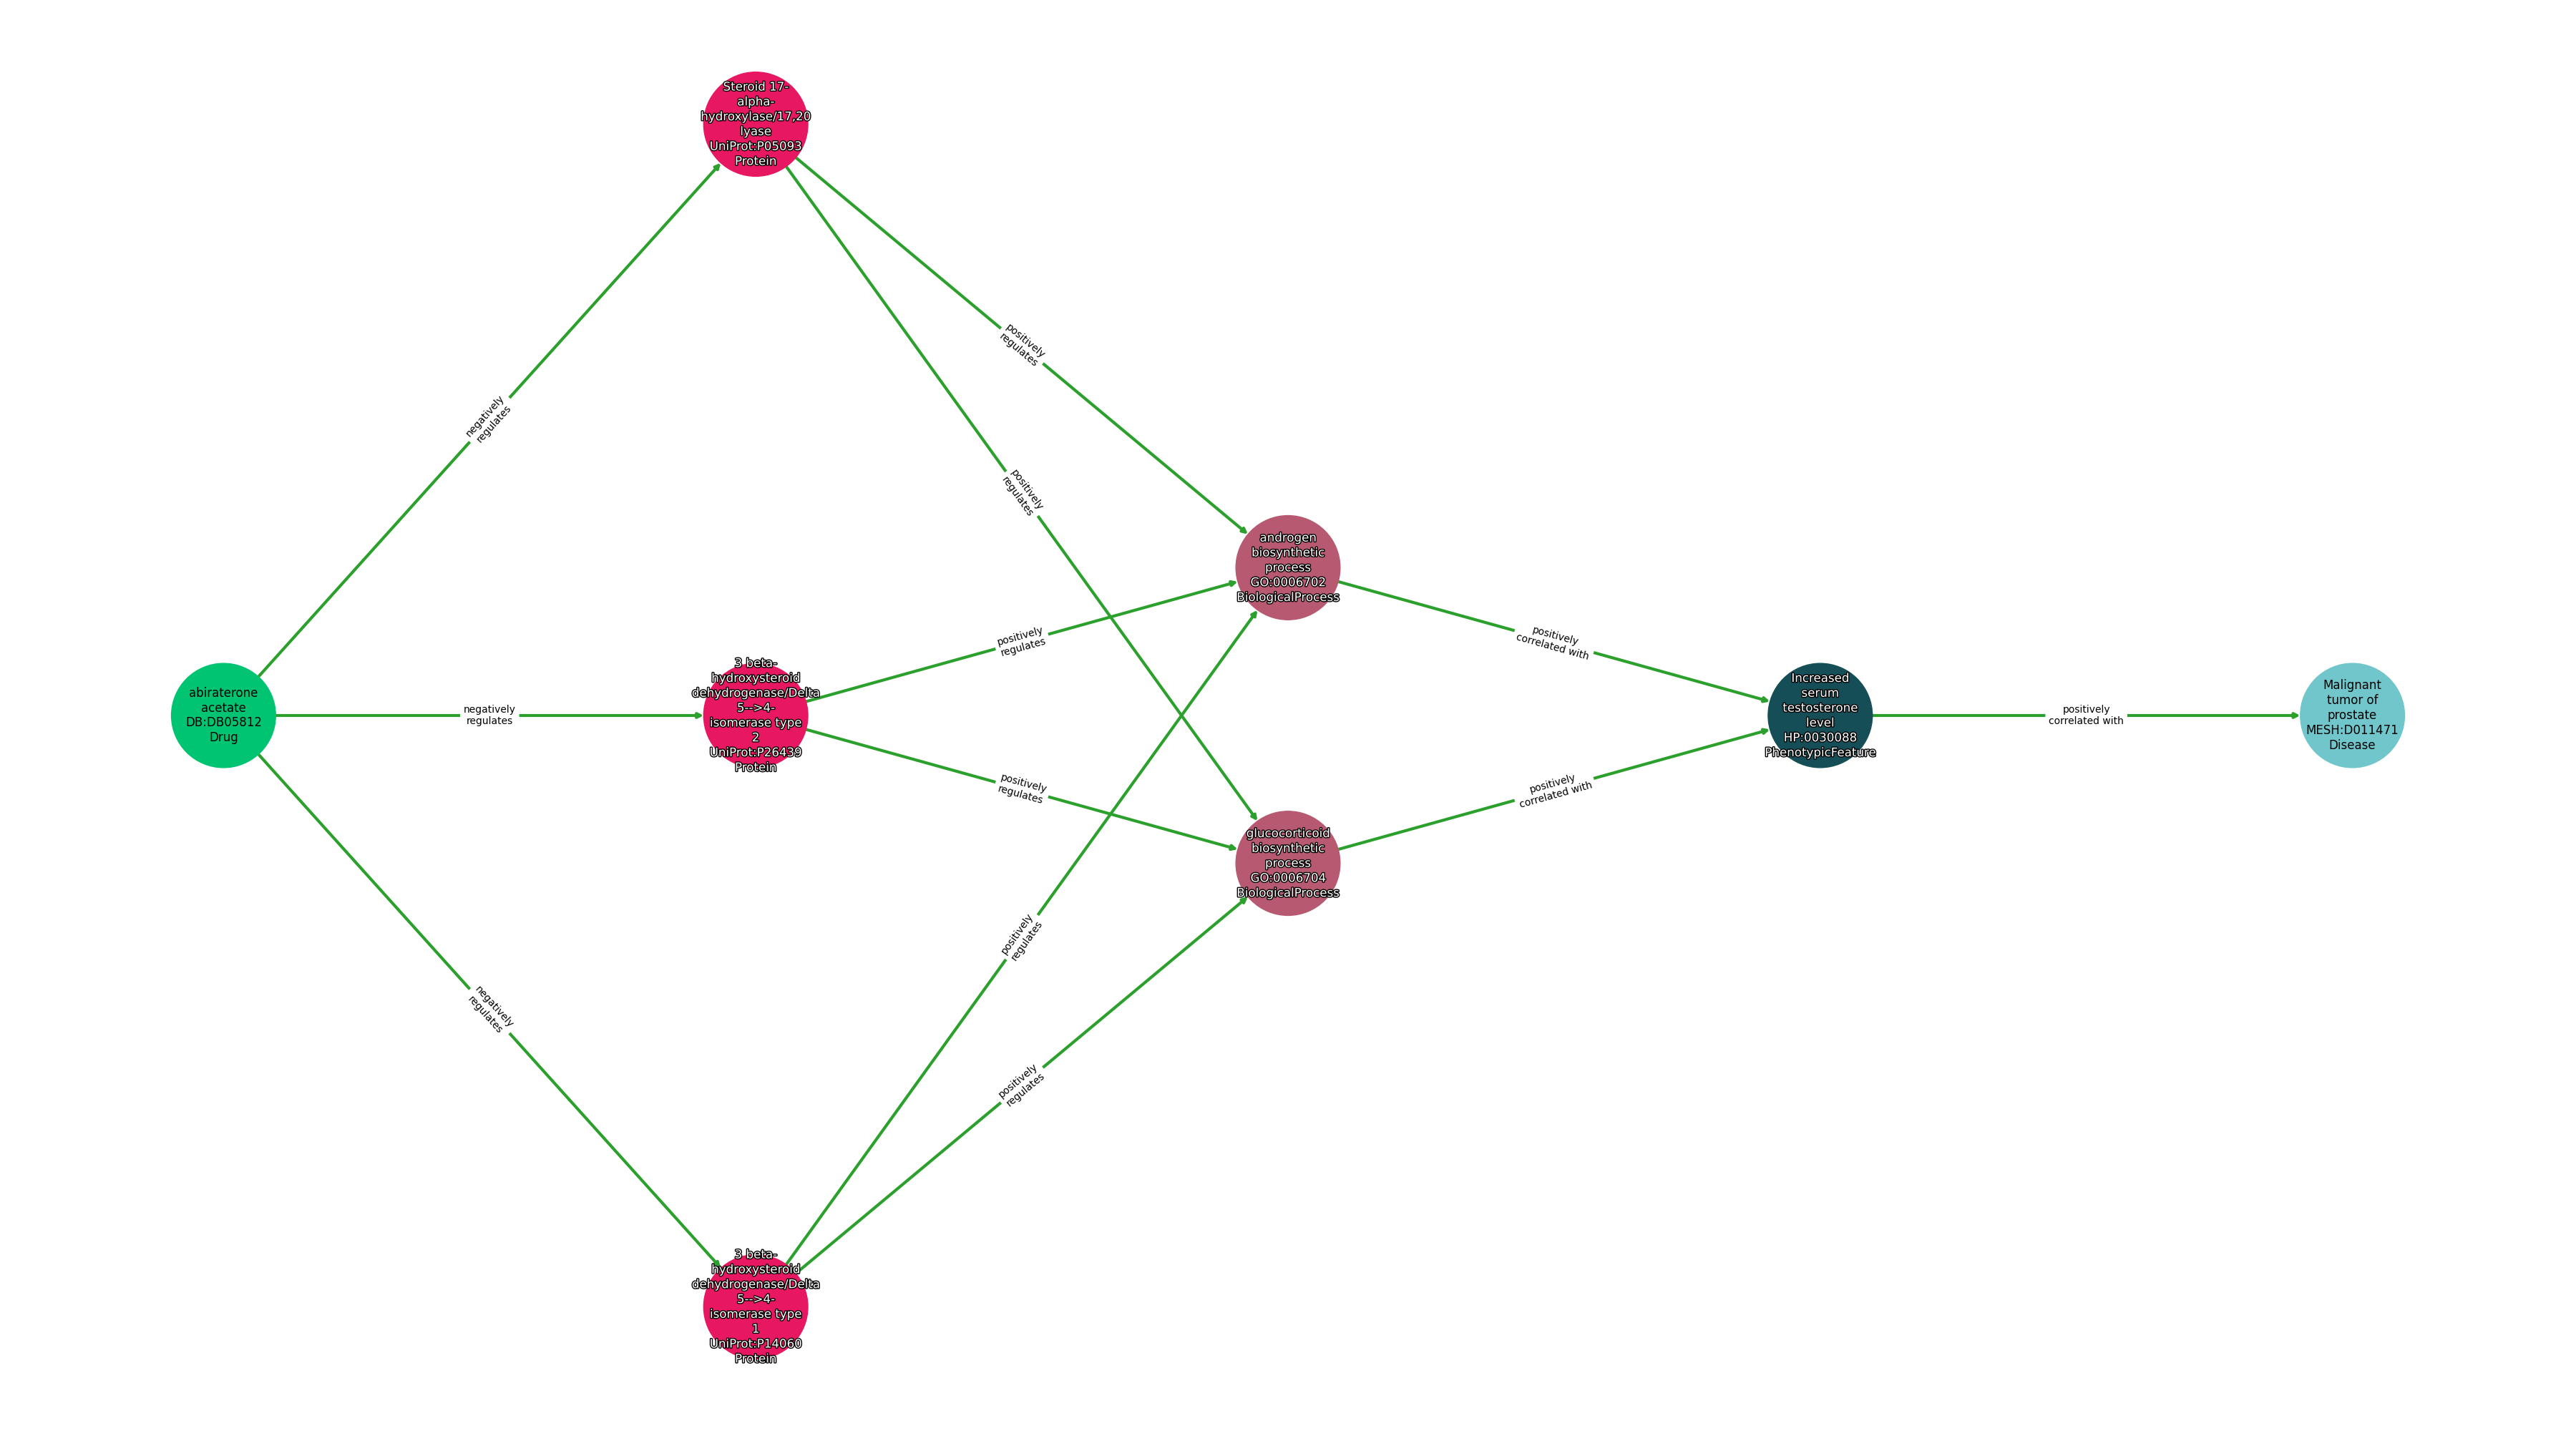 Steroid 17-
alpha-
hydroxylase/17,20
lyase
UniProt:P05093
Protein
positively
regulates
negatively
regulates
positively
regulates
androgen
biosynthetic
process
GO:0006702
BiologicalProcess
positively
regulates
positively
correlated with
abiraterone
acetate
DB:DB05812
Drug
negatively
regulates
3 beta-
hydroxysteroid
dehydrogenase/Delta
5-->4-
isomerase type
2
UniProt:P26439
Protein
Increased
serum
testosterone
level
HP:0030088
PhenotypicFeature
positively
correlated with
Malignant
tumor of
prostate
MESH:D011471
Disease
positively
regulates
positively
correlated with
glucocorticoid
biosynthetic
process
GO:0006704
BiologicalProcess
positively
regulates
negatively
regulates
positively
regulates
3 beta-
hydroxysteroid
dehydrogenase/Delta
5-->4-
isomerase type
1
UniProt:P14060
Protein